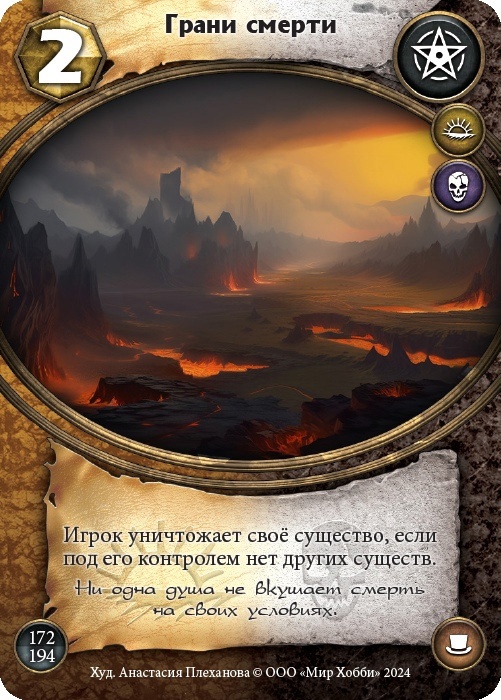 Грани смерти
2
Игрок уничтожает своё существо, если
под его контролем нет других существ.
Ни одна душа не вкушает смерть
на своих условиях.
172
194
Худ. Анастасия Плеханова © ООО «Мир Хобби» 2024